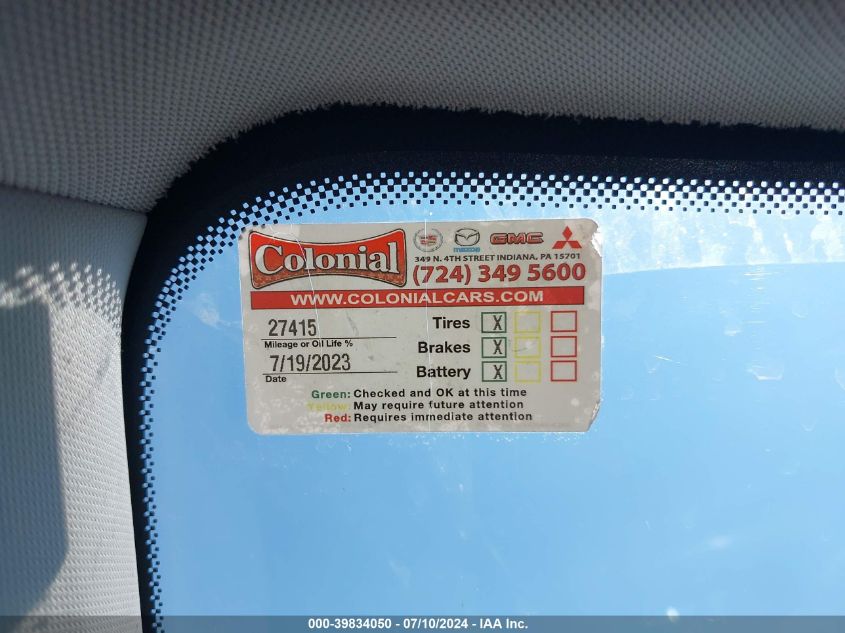 Colonial
mazda GMC
349 N. 4TH STREET INDIANA, PA 15701
(724) 349 5600
WWW.COLONIALCARS.COM
27415 Tires X
Mileage or Oil Life %
Brakes X
7/19/2023
Date
Battery X
Green: Checked and OK at this time
Yellow: May require future attention
Red: Requires immediate attention
000-39834050 - 07/10/2024 - IAA Inc.